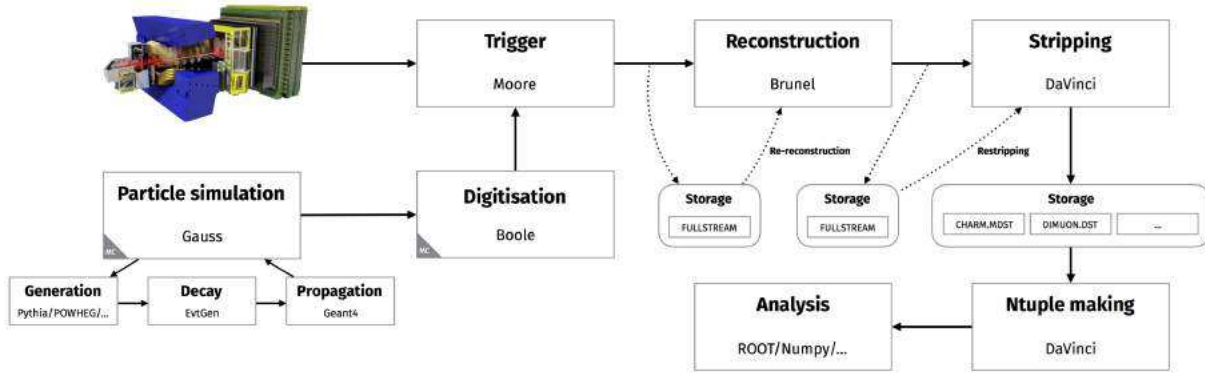 Trigger
Moore
Reconstruction
Brunel
Stripping
DaVinci
Re-reconstruction
Restripping
Particle simulation
Gauss
MC
Digitisation
Boole
MC
Storage
FULLSTREAM
Storage
FULLSTREAM
Storage
CHARM.MDST
DIMUON.DST
...
Generation
Pythia/POWHEG/...
Decay
EvtGen
Propagation
Geant4
Analysis
ROOT/Numpy/...
Ntuple making
DaVinci